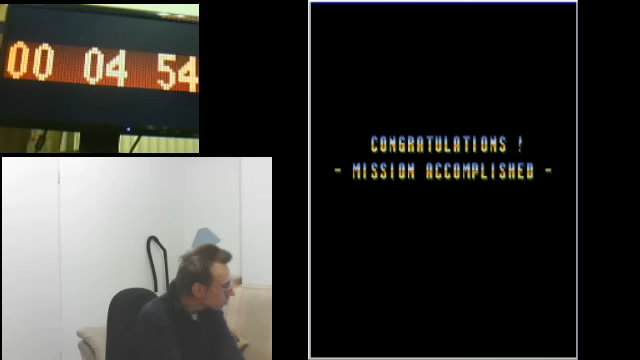 00 04 54
CONGRATULATIONS !
- MISSION ACCOMPLISHED -